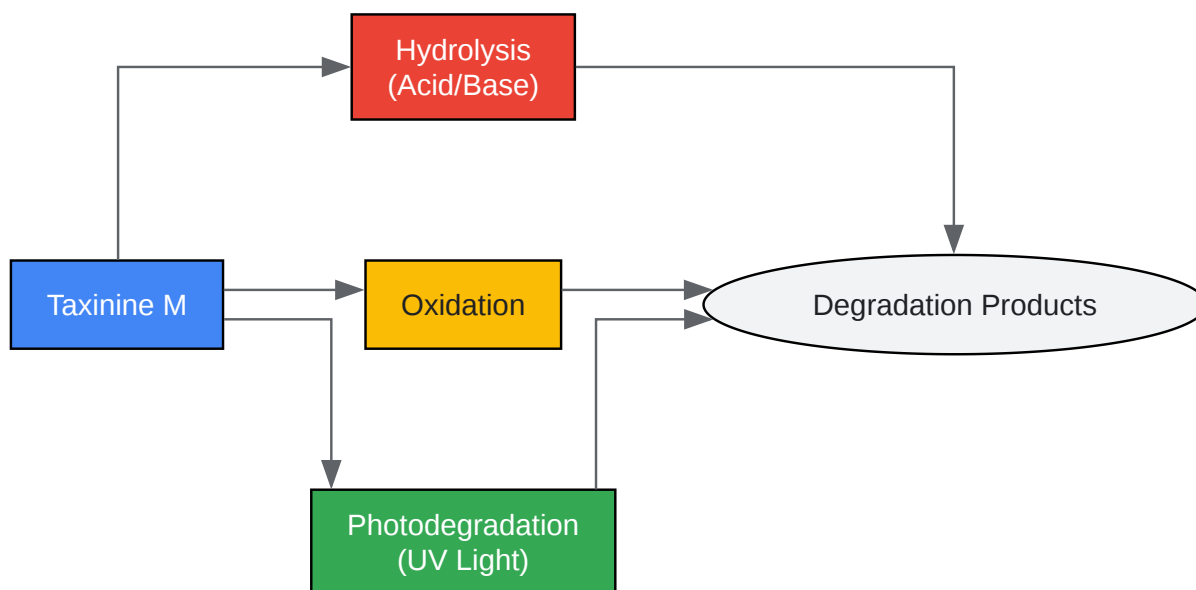 Hydrolysis
(Acid/Base)
Taxinine M
Oxidation
Degradation Products
Photodegradation
(UV Light)